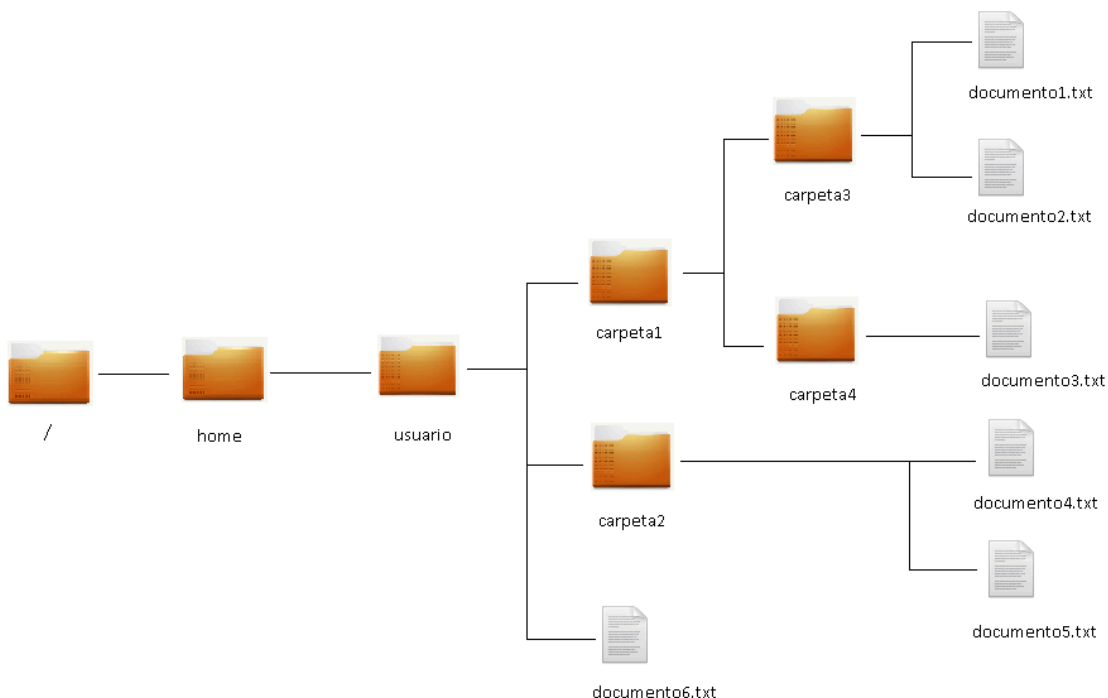 documento1.txt
carpeta3
documento2.txt
carpeta1
documento3.txt
carpeta4
/
home
usuario
documento4.txt
carpeta2
documento5.txt
documento6.txt